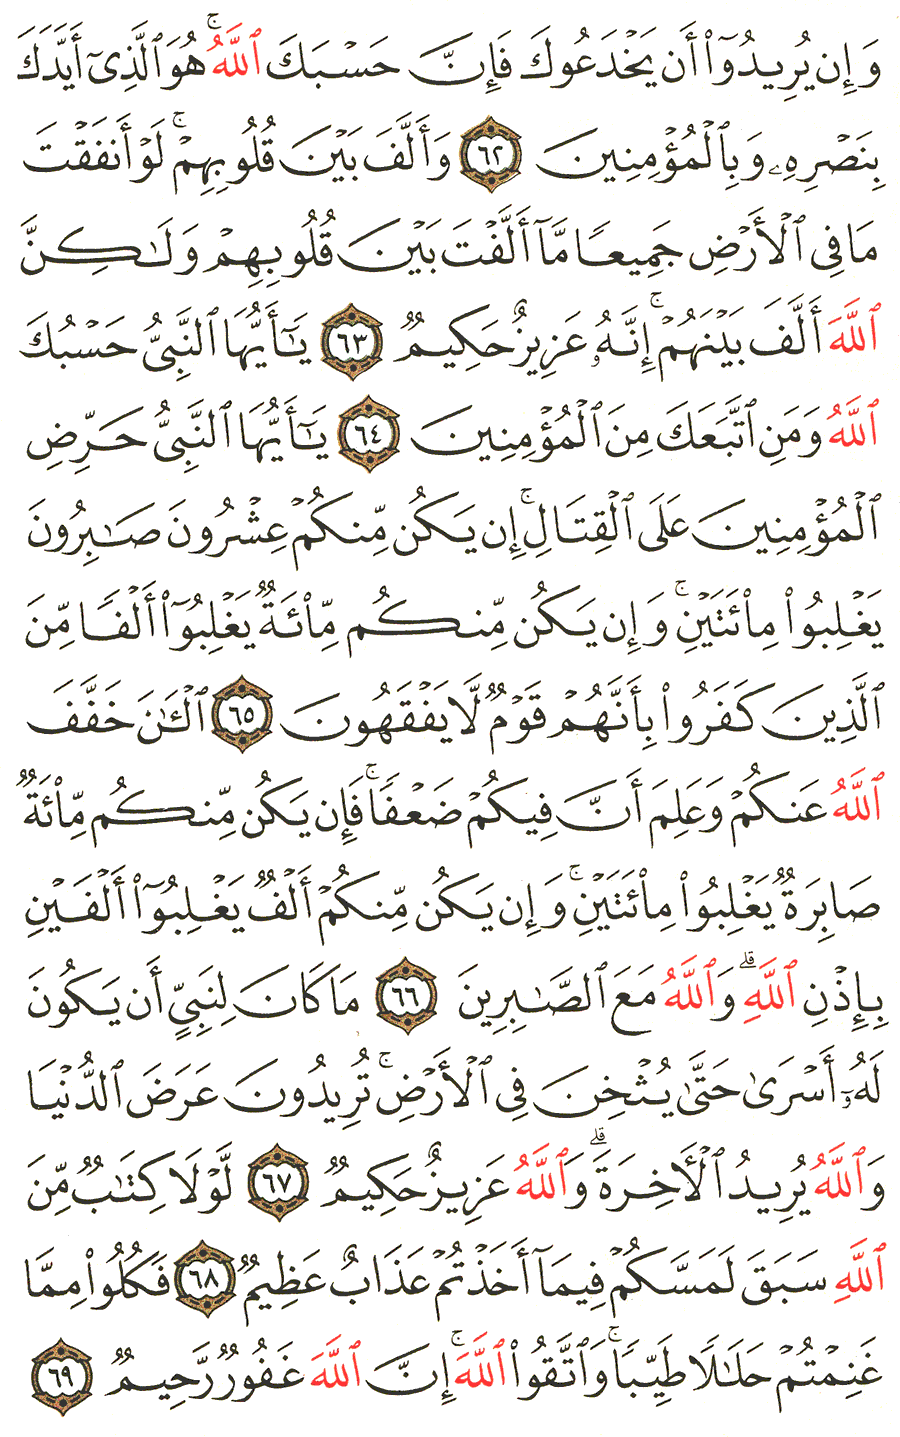 وَإِن يُرِيدُوٓا۟ أَن يَخْدَعُوكَ فَإِنَّ حَسْبَكَ ٱللَّهُ ۚ هُوَ ٱلَّذِىٓ أَيَّدَكَ
بِنَصْرِهِۦ وَبِٱلْمُؤْمِنِينَ ٦٢ وَأَلَّفَ بَيْنَ قُلُوبِهِمْ ۚ لَوْ أَنفَقْتَ
مَا فِى ٱلْأَرْضِ جَمِيعًا مَّآ أَلَّفْتَ بَيْنَ قُلُوبِهِمْ وَلَـٰكِنَّ
ٱللَّهَ أَلَّفَ بَيْنَهُمْ ۚ إِنَّهُۥ عَزِيزٌ حَكِيمٌ ٦٣ يَـٰٓأَيُّهَا ٱلنَّبِىُّ حَسْبُكَ
ٱللَّهُ وَمَنِ ٱتَّبَعَكَ مِنَ ٱلْمُؤْمِنِينَ ٦٤ يَـٰٓأَيُّهَا ٱلنَّبِىُّ حَرِّضِ
ٱلْمُؤْمِنِينَ عَلَى ٱلْقِتَالِ ۚ إِن يَكُن مِّنكُمْ عِشْرُونَ صَـٰبِرُونَ
يَغْلِبُوا۟ مِا۟ئَتَيْنِ ۚ وَإِن يَكُن مِّنكُم مِّا۟ئَةٌ يَغْلِبُوٓا۟ أَلْفًا مِّنَ
ٱلَّذِينَ كَفَرُوا۟ بِأَنَّهُمْ قَوْمٌ لَّا يَفْقَهُونَ ٦٥ ٱلْـَٔـٰنَ خَفَّفَ
ٱللَّهُ عَنكُمْ وَعَلِمَ أَنَّ فِيكُمْ ضَعْفًا ۚ فَإِن يَكُن مِّنكُم مِّا۟ئَةٌ
صَابِرَةٌ يَغْلِبُوا۟ مِا۟ئَتَيْنِ ۚ وَإِن يَكُن مِّنكُمْ أَلْفٌ يَغْلِبُوٓا۟ أَلْفَيْنِ
بِإِذْنِ ٱللَّهِ ۗ وَٱللَّهُ مَعَ ٱلصَّـٰبِرِينَ ٦٦ مَا كَانَ لِنَبِىٍّ أَن يَكُونَ
لَهُۥٓ أَسْرَىٰ حَتَّىٰ يُثْخِنَ فِى ٱلْأَرْضِ ۚ تُرِيدُونَ عَرَضَ ٱلدُّنْيَا
وَٱللَّهُ يُرِيدُ ٱلْـَٔاخِرَةَ ۗ وَٱللَّهُ عَزِيزٌ حَكِيمٌ ٦٧ لَّوْلَا كِتَـٰبٌ مِّنَ
ٱللَّهِ سَبَقَ لَمَسَّكُمْ فِيمَآ أَخَذْتُمْ عَذَابٌ عَظِيمٌ ٦٨ فَكُلُوا۟ مِمَّا
غَنِمْتُمْ حَلَـٰلًا طَيِّبًا ۚ وَٱتَّقُوا۟ ٱللَّهَ ۚ إِنَّ ٱللَّهَ غَفُورٌ رَّحِيمٌ ٦٩